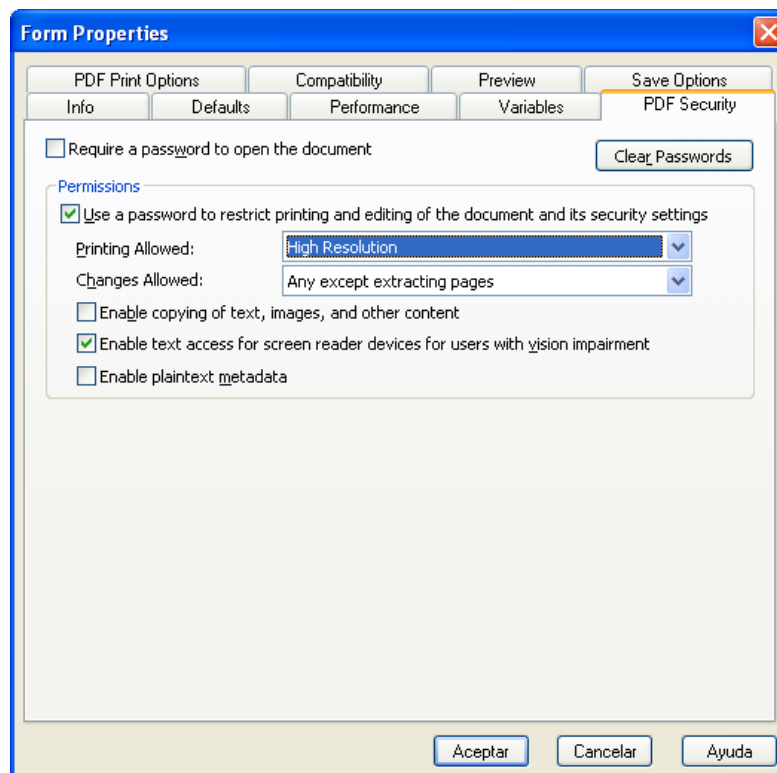 Form Properties
PDF Print Options Compatibility Preview Save Options
Info Defaults Performance Variables PDF Security
Require a password to open the document
Clear Passwords
Permissions
Use a password to restrict printing and editing of the document and its security settings
Printing Allowed: High Resolution
Changes Allowed: Any except extracting pages
Enable copying of text, images, and other content
Enable text access for screen reader devices for users with vision impairment
Enable plaintext metadata
Aceptar Cancelar Ayuda